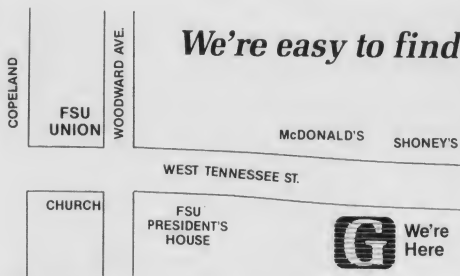 We're easy to find
COPELAND
WOODWARD AVE.
FSU
UNION
McDONALD'S
SHONEY'S
WEST TENNESSEE ST.
CHURCH
FSU
PRESIDENT'S
HOUSE
G
We're
Here